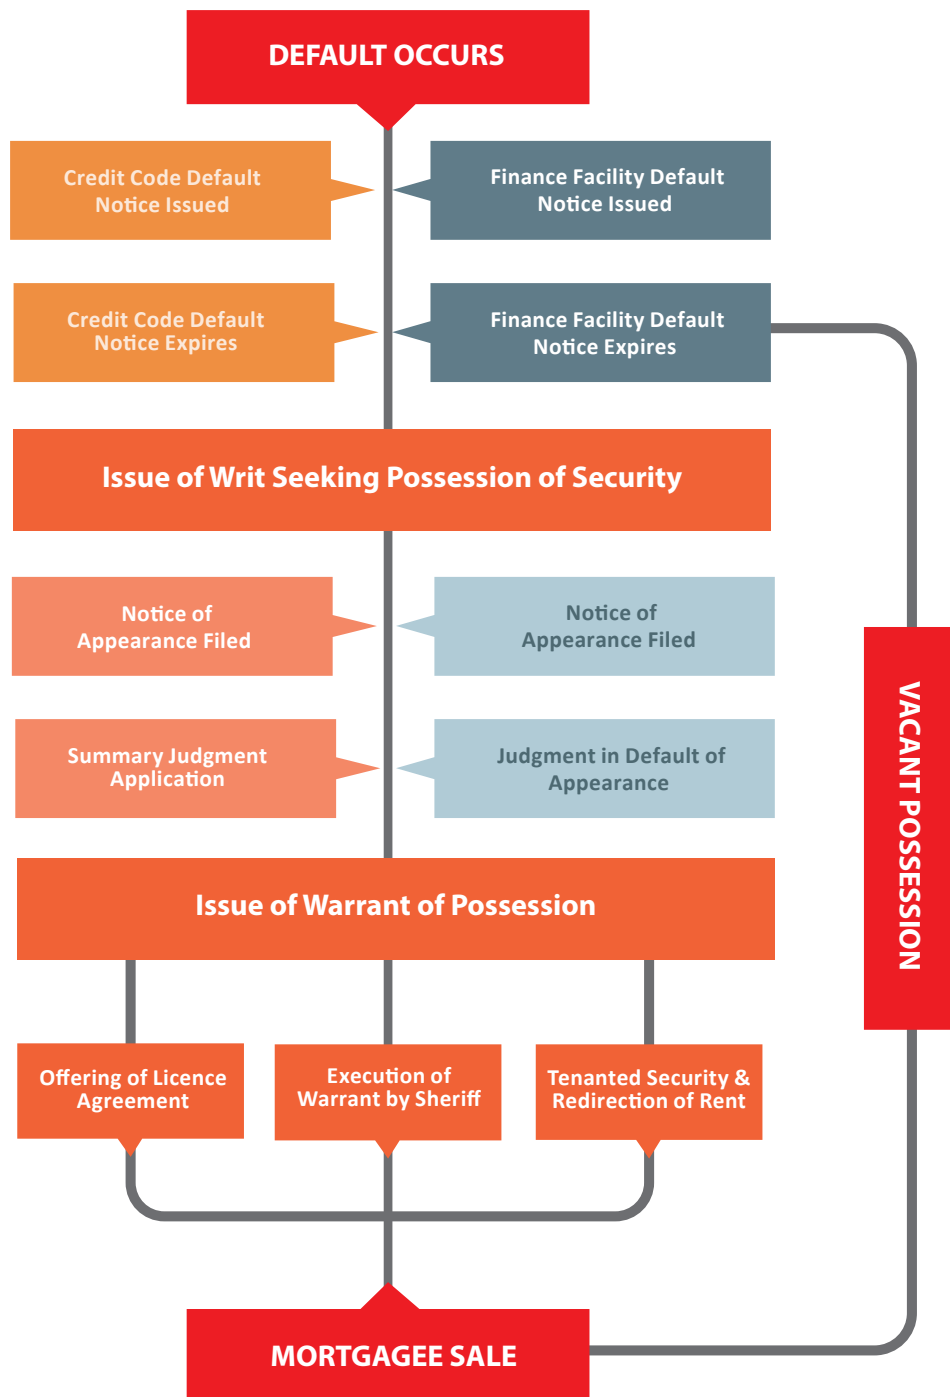 DEFAULT OCCURS
Credit Code Default
Notice Issued
Finance Facility Default
Notice Issued
Credit Code Default
Notice Expires
Finance Facility Default
Notice Expires
Issue of Writ Seeking Possession of Security
Notice of
Appearance Filed
Notice of
Appearance Filed
Summary Judgment
Application
Judgment in Default of
Appearance
VACANT POSSESSION
Issue of Warrant of Possession
Offering of Licence
Agreement
Execution of
Warrant by Sheriff
Tenanted Security &
Redirection of Rent
MORTGAGEE SALE